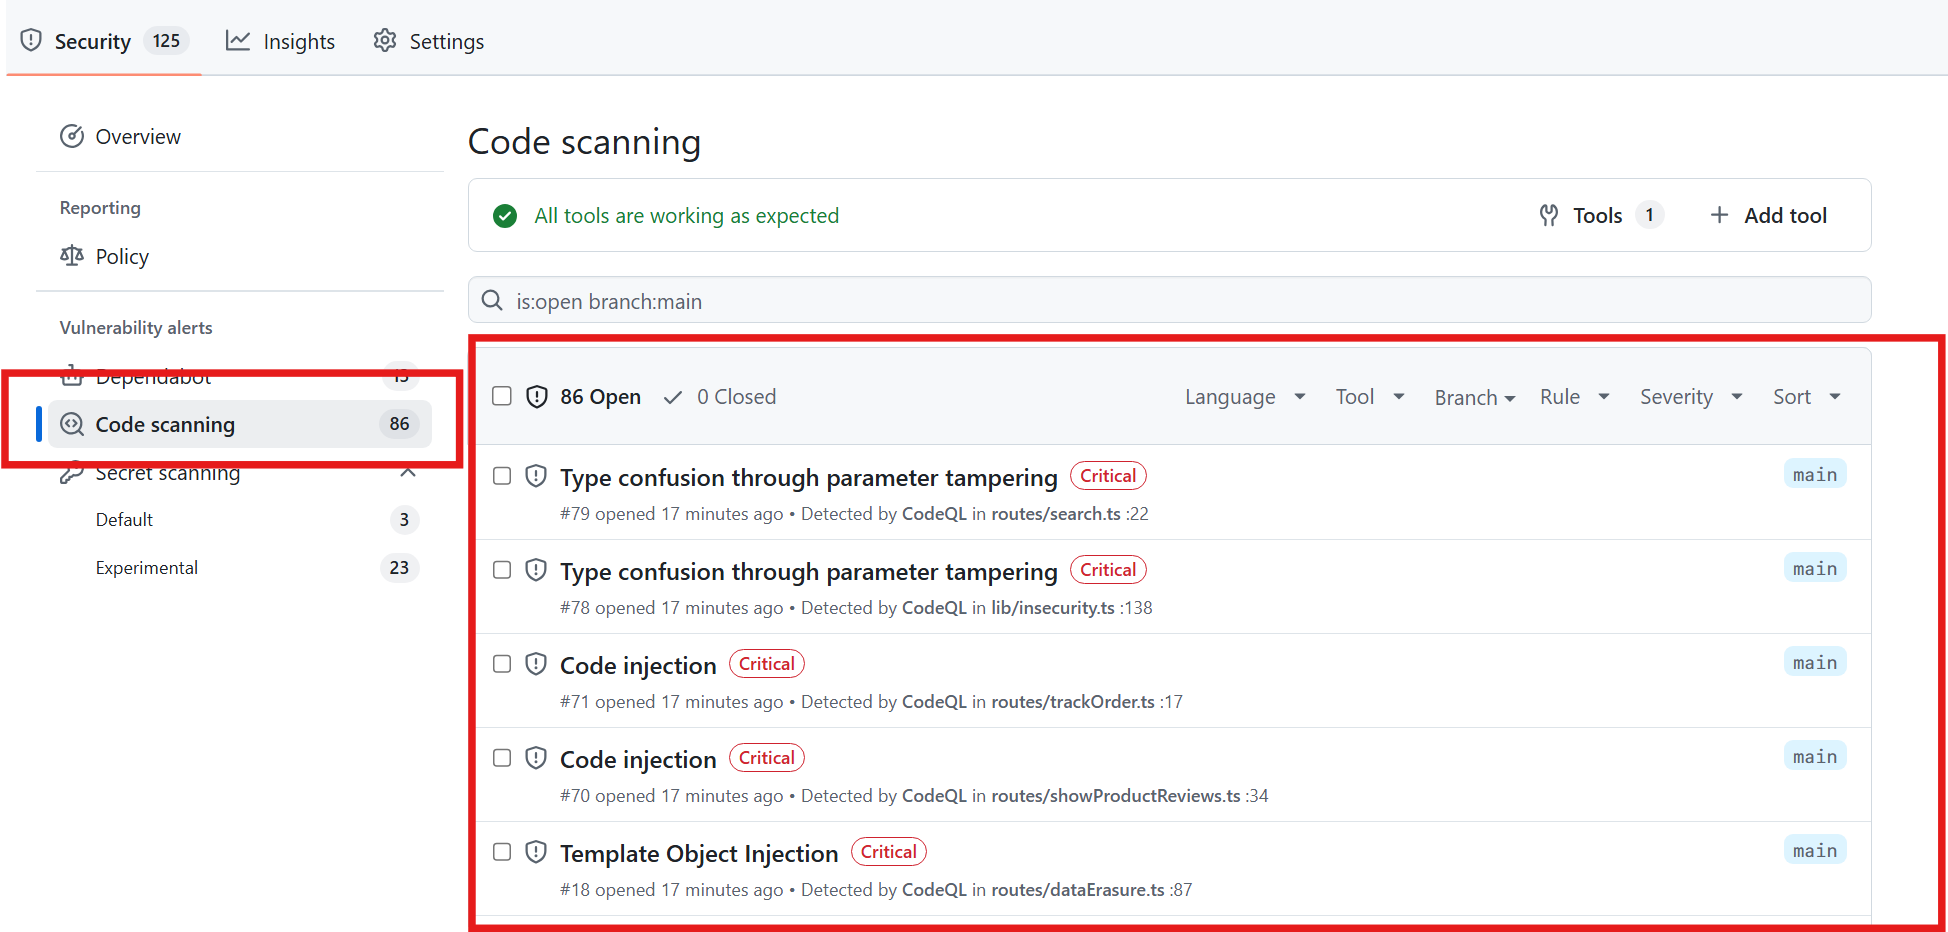 Security 125 Insights Settings
Overview
Reporting
Policy
Vulnerability alerts
Dependabot 13
Code scanning 86
Secret scanning
Default 3
Experimental 23
Code scanning
All tools are working as expected Tools 1 Add tool
is:open branch:main
86 Open 0 Closed Language Tool Branch Rule Severity Sort
Type confusion through parameter tampering Critical main
#79 opened 17 minutes ago • Detected by CodeQL in routes/search.ts :22
Type confusion through parameter tampering Critical main
#78 opened 17 minutes ago • Detected by CodeQL in lib/insecurity.ts :138
Code injection Critical main
#71 opened 17 minutes ago • Detected by CodeQL in routes/trackOrder.ts :17
Code injection Critical main
#70 opened 17 minutes ago • Detected by CodeQL in routes/showProductReviews.ts :34
Template Object Injection Critical main
#18 opened 17 minutes ago • Detected by CodeQL in routes/dataErasure.ts :87